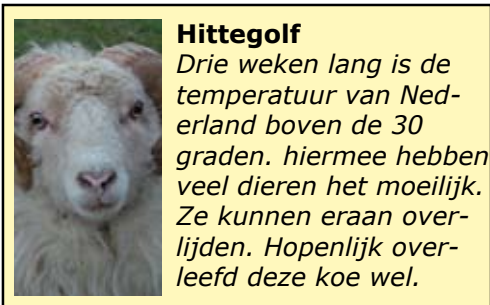 Hittegolf
Drie weken lang is de
temperatuur van Ned-
erland boven de 30
graden. hiermee hebben
veel dieren het moeilijk.
Ze kunnen eraan over-
lijden. Hopenlijk over-
leefd deze koe wel.